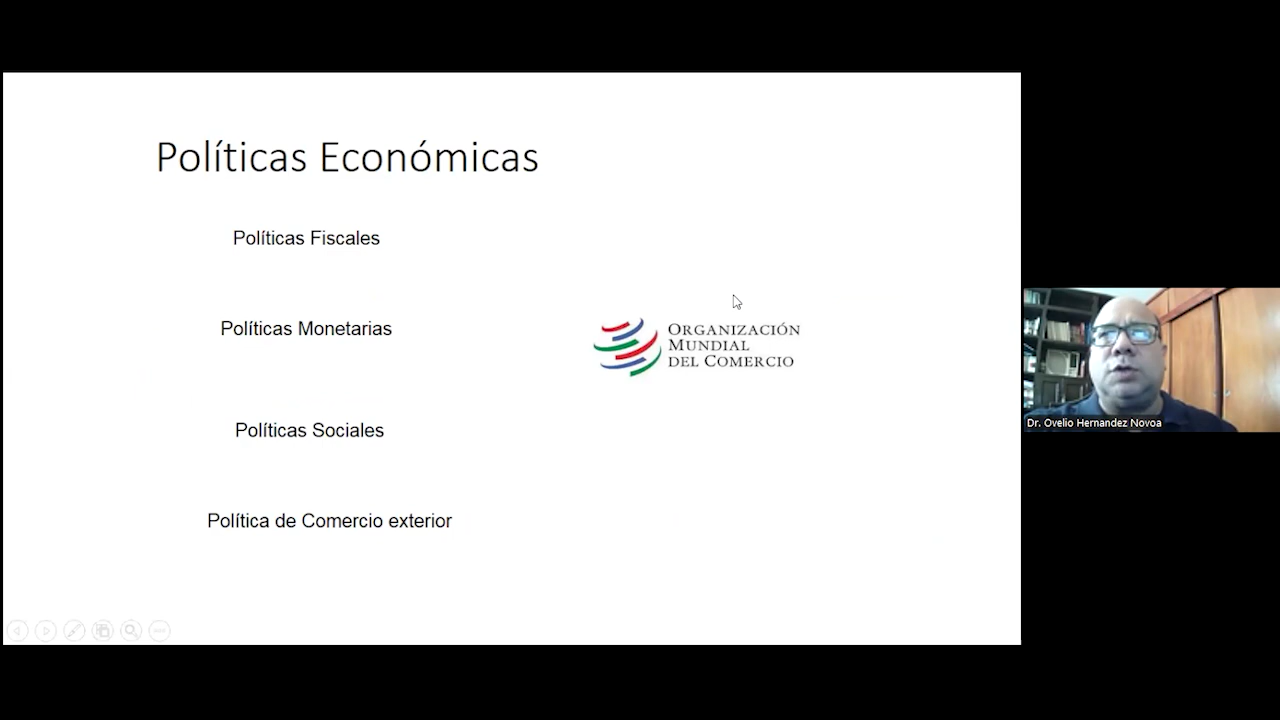 Políticas Económicas
Políticas Fiscales
Políticas Monetarias
ORGANIZACIÓN
MUNDIAL
DEL COMERCIO
Políticas Sociales
Política de Comercio exterior
Dr. Ovelio Hernandez Novoa